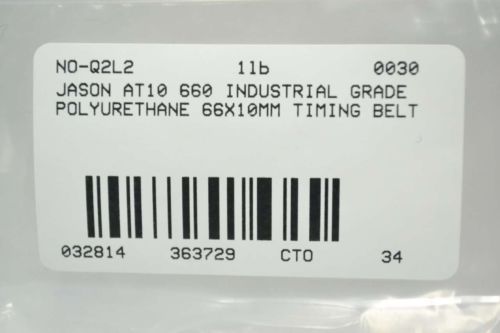 NO-Q2L2 1lb 0030
JASON AT10 660 INDUSTRIAL GRADE
POLYURETHANE 66X10MM TIMING BELT
032814 363729 CTO 34